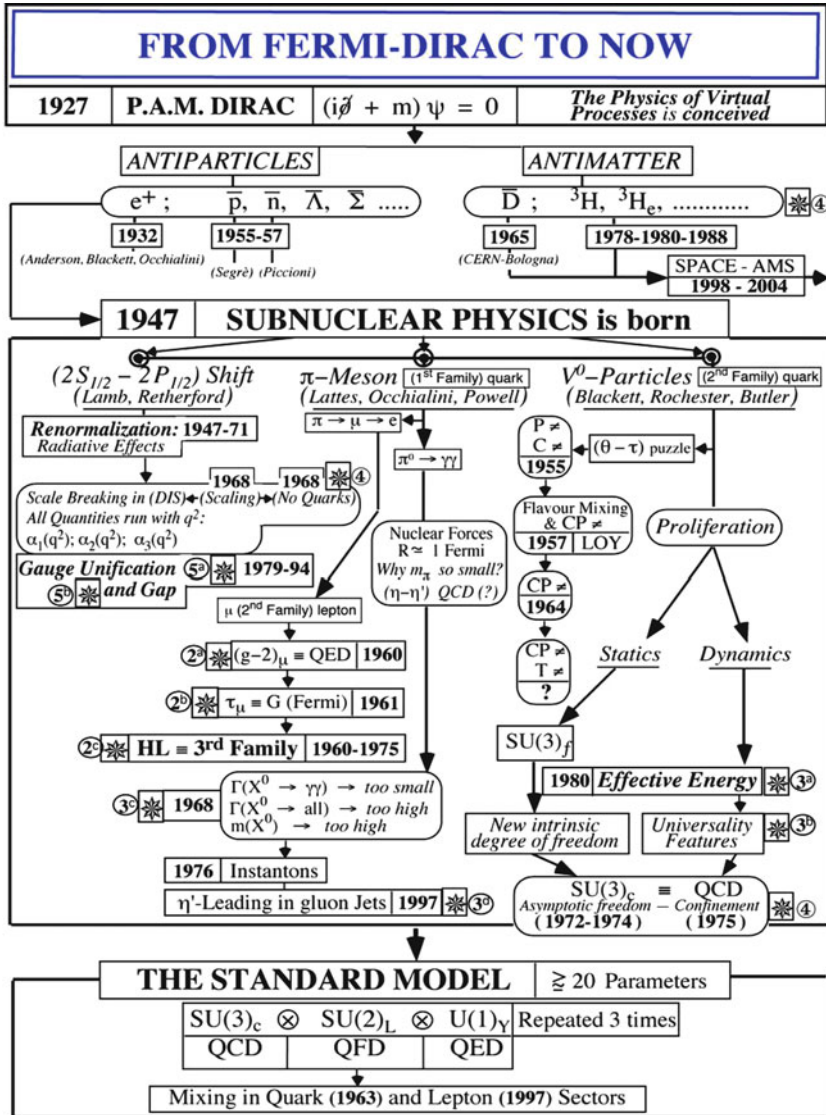 FROM FERMI-DIRAC TO NOW
1927 P.A.M. DIRAC (i∂̸ + m) ψ = 0 The Physics of Virtual
Processes is conceived
ANTIPARTICLES ANTIMATTER
e⁺ ; p̅, n̅, Λ̅, Σ̅ ..... D̅ ; ³H, ³Hₑ, ............ ④
1932 1955-57 1965 1978-1980-1988
(Anderson, Blackett, Occhialini) (Segrè) (Piccioni) (CERN-Bologna)
SPACE - AMS
1998 - 2004
1947 SUBNUCLEAR PHYSICS is born
(2S₁/₂ – 2P₁/₂) Shift
(Lamb, Retherford)
π–Meson (1st Family) quark
(Lattes, Occhialini, Powell)
V⁰–Particles (2nd Family) quark
(Blackett, Rochester, Butler)
Renormalization: 1947-71
Radiative Effects
π → μ → e
π⁰ → γγ
P ≠
C ≠
1955
(θ – τ) puzzle
1968 1968 ④
Scale Breaking in (DIS) (Scaling) (No Quarks)
All Quantities run with q²:
α₁(q²); α₂(q²); α₃(q²)
Gauge Unification 5ᵃ 1979-94
5ᵇ and Gap
Nuclear Forces
R ≃ 1 Fermi
Why mπ so small?
(η–η') QCD (?)
Flavour Mixing
& CP ≠
1957 LOY
Proliferation
CP ≠
1964
CP ≠
T ≠
?
Statics Dynamics
μ (2nd Family) lepton
2ᵃ (g–2)μ ≡ QED 1960
2ᵇ τμ ≡ G (Fermi) 1961
2ᶜ HL ≡ 3rd Family 1960-1975
SU(3)f
1980 Effective Energy 3ᵃ
3ᶜ 1968
Γ(X⁰ → γγ) → too small
Γ(X⁰ → all) → too high
m(X⁰) → too high
New intrinsic
degree of freedom
Universality
Features
3ᵇ
1976 Instantons
η'-Leading in gluon Jets 1997 3ᵈ
SU(3)c ≡ QCD
Asymptotic freedom – Confinement
(1972-1974) (1975)
④
THE STANDARD MODEL ≧ 20 Parameters
SU(3)c ⊗ SU(2)L ⊗ U(1)Y Repeated 3 times
QCD QFD QED
Mixing in Quark (1963) and Lepton (1997) Sectors